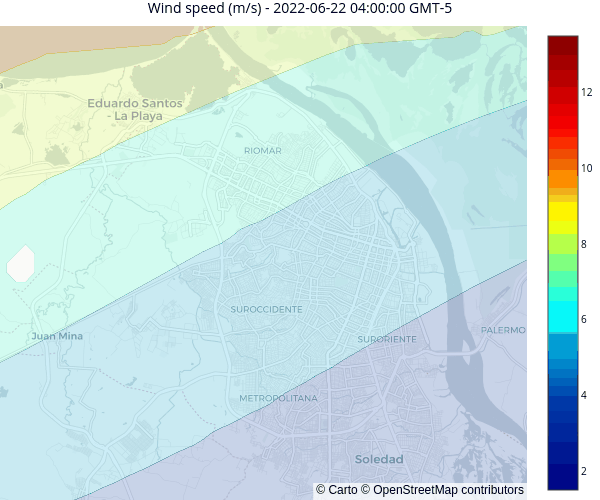 Wind speed (m/s) - 2022-06-22 04:00:00 GMT-5
12
10
8
6
4
2
Eduardo Santos
- La Playa
RIOMAR
SUROCCIDENTE
Juan Mina
SURORIENTE
PALERMO
METROPOLITANA
Soledad
© Carto © OpenStreetMap contributors